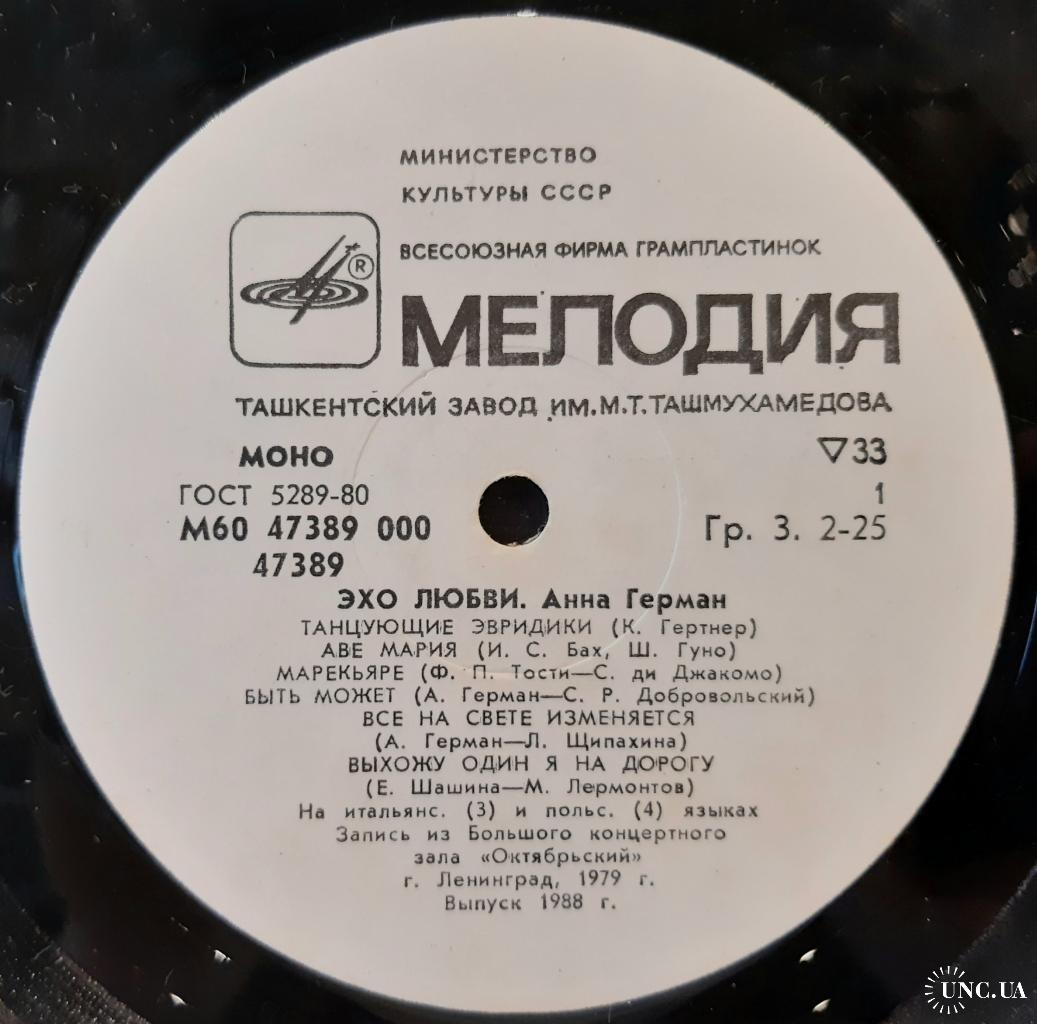 МИНИСТЕРСТВО
КУЛЬТУРЫ СССР
ВСЕСОЮЗНАЯ ФИРМА ГРАМПЛАСТИНОК
®
МЕЛОДИЯ
ТАШКЕНТСКИЙ ЗАВОД ИМ. М. Т. ТАШМУХАМЕДОВА
МОНО ▽33
ГОСТ 5289-80 1
М60 47389 000 Гр. 3. 2-25
47389
ЭХО ЛЮБВИ. Анна Герман
ТАНЦУЮЩИЕ ЭВРИДИКИ (К. Гертнер)
АВЕ МАРИЯ (И. С. Бах, Ш. Гуно)
МАРЕКЬЯРЕ (Ф. П. Тости—С. ди Джакомо)
БЫТЬ МОЖЕТ (А. Герман—С. Р. Добровольский)
ВСЕ НА СВЕТЕ ИЗМЕНЯЕТСЯ
(А. Герман—Л. Щипахина)
ВЫХОЖУ ОДИН Я НА ДОРОГУ
(Е. Шашина—М. Лермонтов)
На итальянс. (3) и польс. (4) языках
Запись из Большого концертного
зала «Октябрьский»
г. Ленинград, 1979 г.
Выпуск 1988 г.
UNC.UA